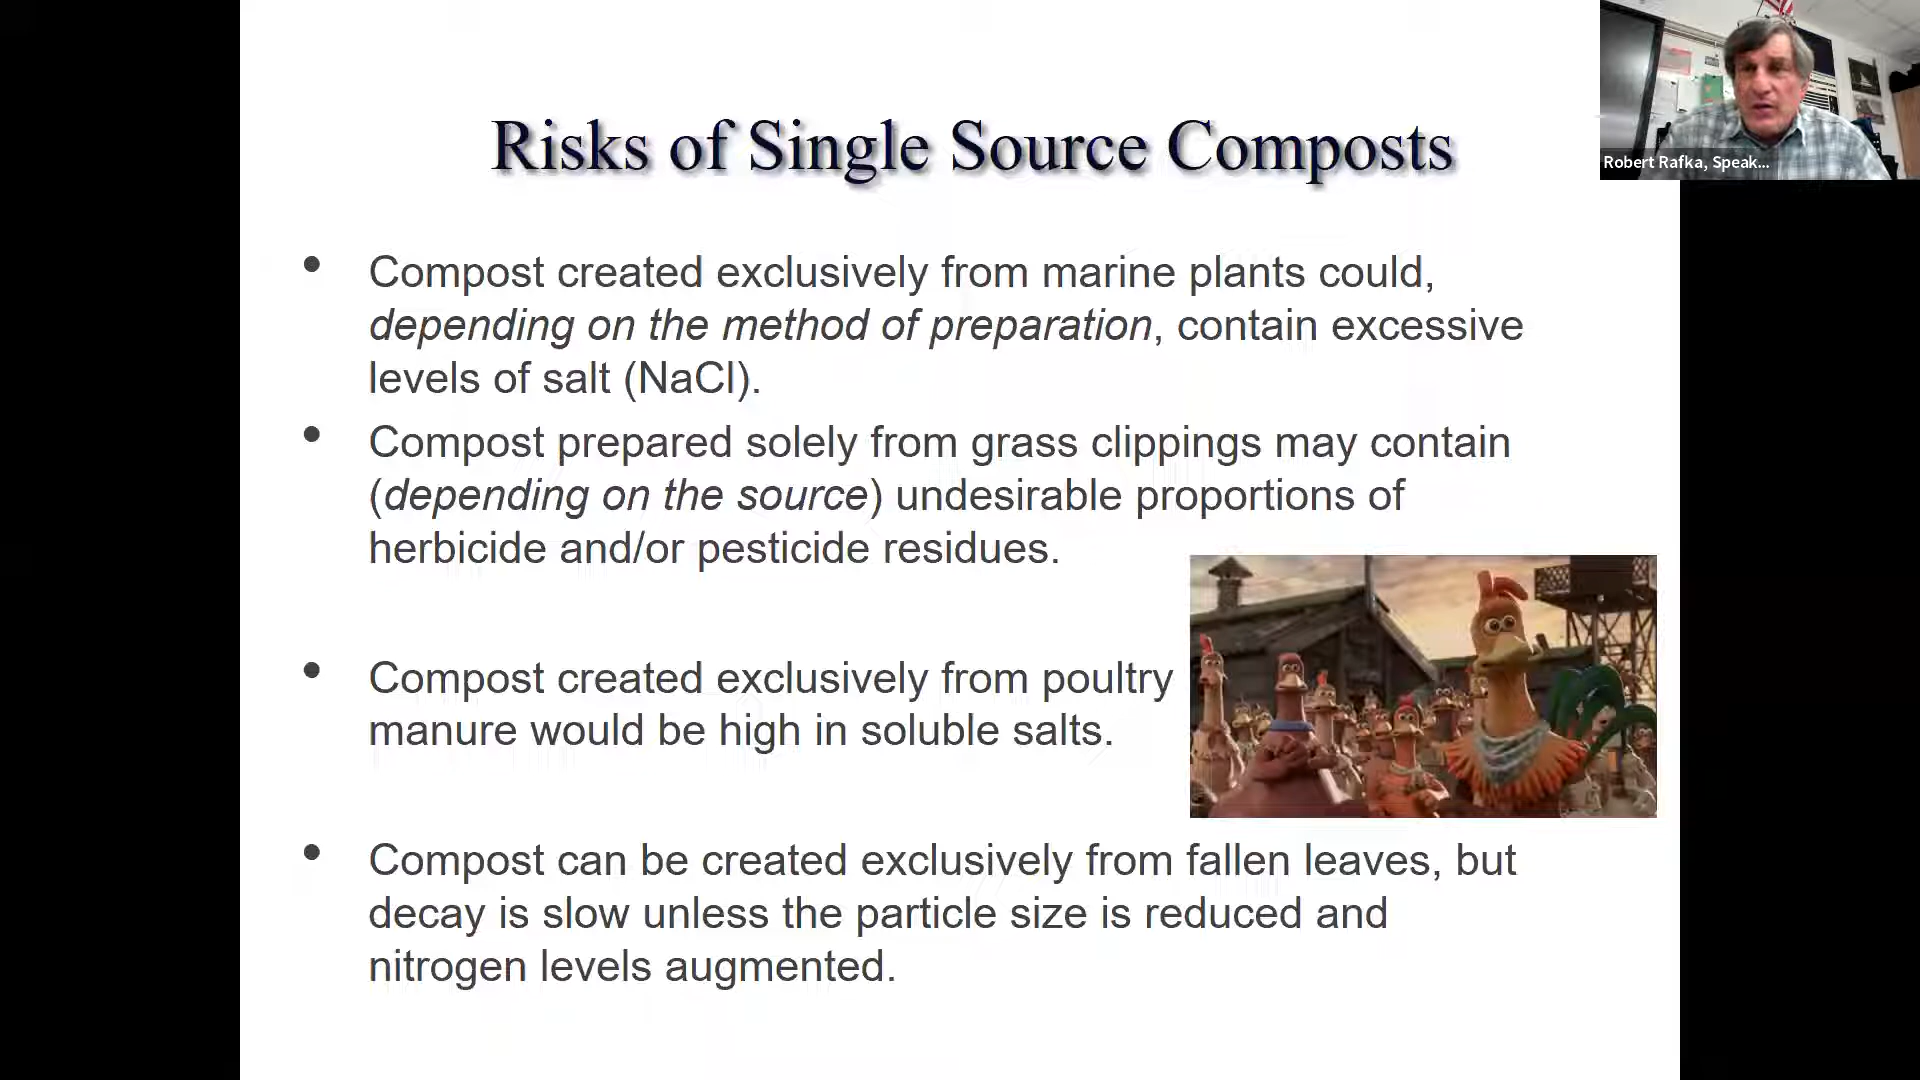 Risks of Single Source Composts
Robert Rafka, Speak...
• Compost created exclusively from marine plants could,
depending on the method of preparation, contain excessive
levels of salt (NaCl).
• Compost prepared solely from grass clippings may contain
(depending on the source) undesirable proportions of
herbicide and/or pesticide residues.
• Compost created exclusively from poultry
manure would be high in soluble salts.
• Compost can be created exclusively from fallen leaves, but
decay is slow unless the particle size is reduced and
nitrogen levels augmented.